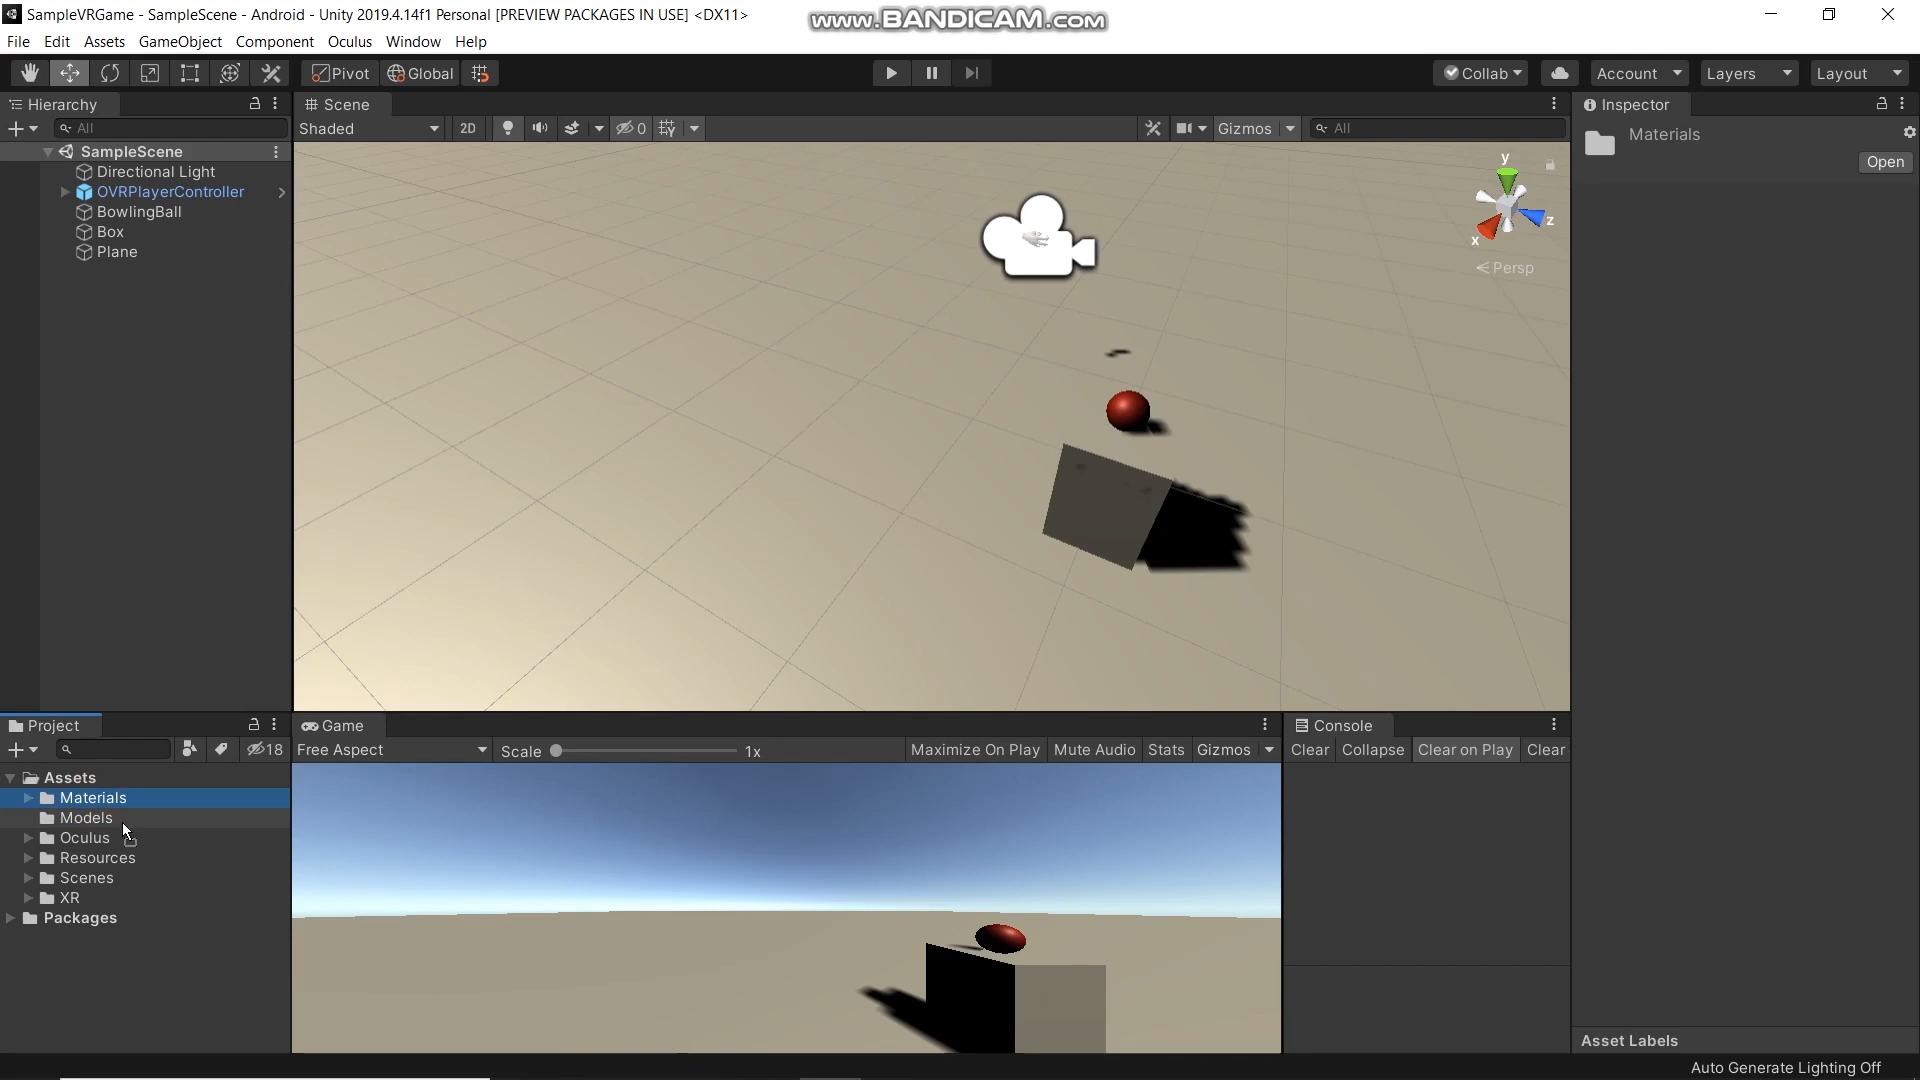 SampleVRGame - SampleScene - Android - Unity 2019.4.14f1 Personal [PREVIEW PACKAGES IN USE] <DX11>
www.BANDICAM.com
File Edit Assets GameObject Component Oculus Window Help
Pivot Global Collab Account Layers Layout
Hierarchy
All
SampleScene
Directional Light
OVRPlayerController
BowlingBall
Box
Plane
Scene
Shaded 2D 0 Gizmos All
y
x
z
Persp
Inspector
Materials
Open
Project
18
Assets
Materials
Models
Oculus
Resources
Scenes
XR
Packages
Game
Free Aspect Scale 1x Maximize On Play Mute Audio Stats Gizmos
Console
Clear Collapse Clear on Play Clear
Asset Labels
Auto Generate Lighting Off